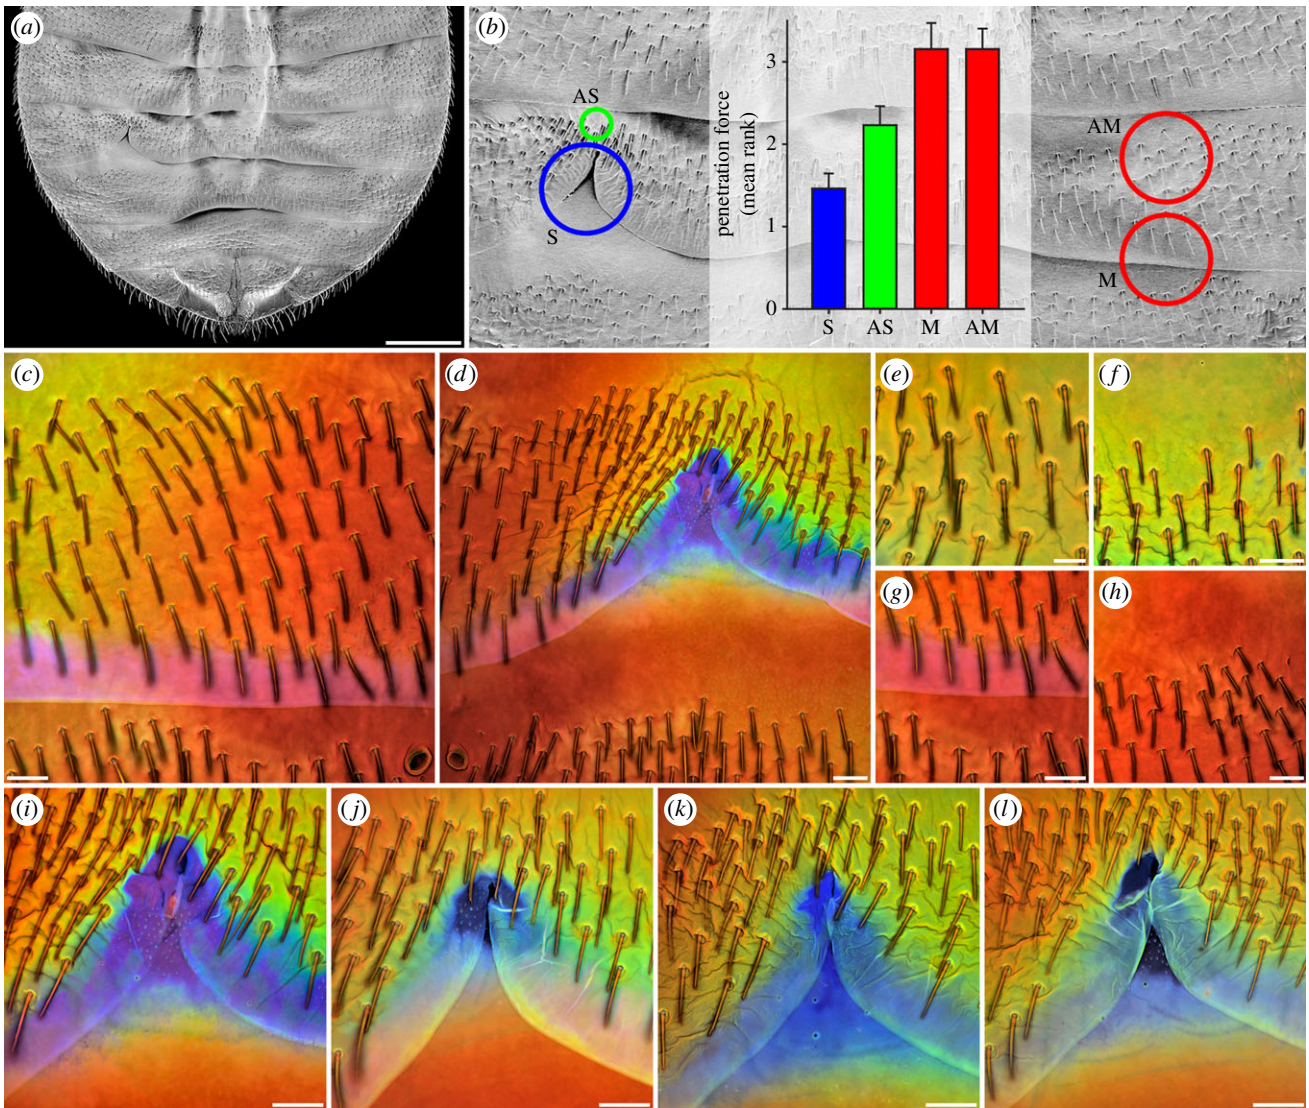 (a)
(b)
AS
S
penetration force
(mean rank)
3
2
1
0
S AS M AM
AM
M
(c)
(d)
(e)
(f)
(g)
(h)
(i)
(j)
(k)
(l)